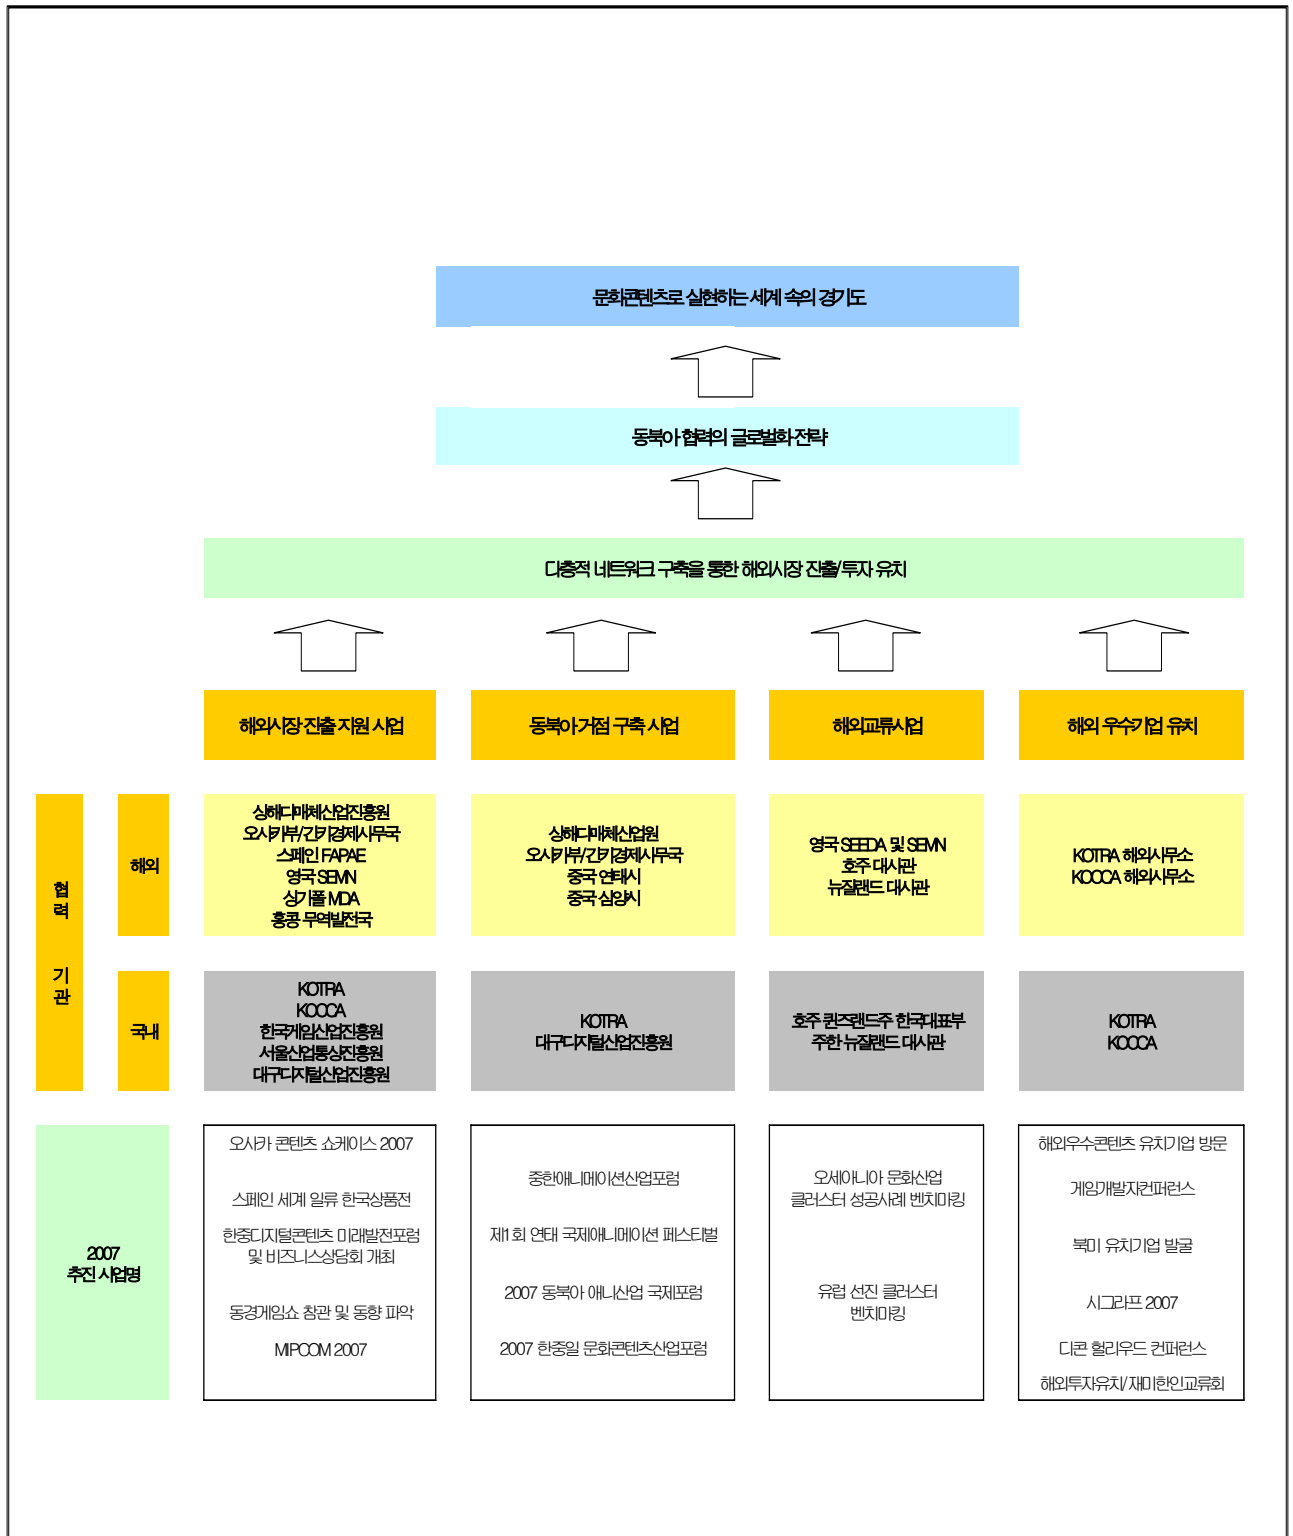 문화콘텐츠로 실현하는 세계 속의 경기도
동북아 협력의 글로벌화 전략
다층적 네트워크 구축을 통한 해외시장 진출/투자 유치
해외시장 진출 지원 사업
동북아 거점 구축 사업
해외교류사업
해외 우수기업 유치
협력 기관
해외
상해다매체산업진흥원
오사카부/긴키경제사무국
스페인 FAPAE
영국 SEMN
싱가폴 MDA
홍콩 무역발전국
상해다매체산업원
오사카부/긴키경제사무국
중국 연태시
중국 심양시
영국 SEEDA 및 SEMN
호주 대사관
뉴질랜드 대사관
KOTRA 해외사무소
KOCCA 해외사무소
국내
KOTRA
KOCCA
한국게임산업진흥원
서울산업통상진흥원
대구디지털산업진흥원
KOTRA
대구디지털산업진흥원
호주 퀸즈랜드주 한국대표부
주한 뉴질랜드 대사관
KOTRA
KOCCA
2007
추진 사업명
오사카 콘텐츠 쇼케이스 2007
스페인 세계 일류 한국상품전
한중디지털콘텐츠 미래발전포럼
및 비즈니스상담회 개최
동경게임쇼 참관 및 동향 파악
MIPCOM 2007
중한애니메이션산업포럼
제1회 연태 국제애니메이션 페스티벌
2007 동북아 애니산업 국제포럼
2007 한중일 문화콘텐츠산업포럼
오세아니아 문화산업
클러스터 성공사례 벤치마킹
유럽 선진 클러스터
벤치마킹
해외우수콘텐츠 유치기업 방문
게임개발자컨퍼런스
북미 유치기업 발굴
시그라프 2007
디콘 헐리우드 컨퍼런스
해외투자유치/재미한인교류회